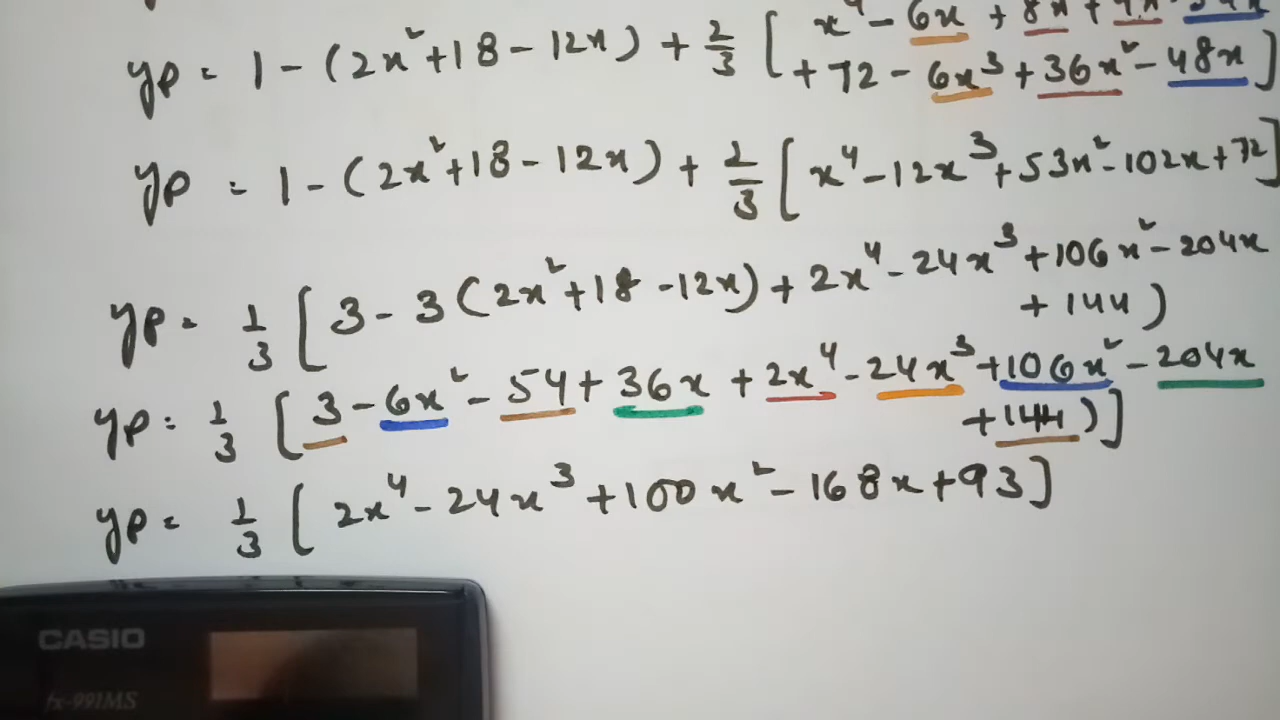 yp = 1 - (2x² + 18 - 12x) + 2/3 [ x⁴ - 6x + 8x +
+ 72 - 6x³ + 36x² - 48x ]
yp = 1 - (2x² + 18 - 12x) + 2/3 [ x⁴ - 12x³ + 53x² - 102x + 72 ]
yp = 1/3 [ 3 - 3 (2x² + 18 - 12x) + 2x⁴ - 24x³ + 106x² - 204x
+ 144 )
yp = 1/3 [ 3 - 6x² - 54 + 36x + 2x⁴ - 24x³ + 106x² - 204x
+ 144 ) ]
yp = 1/3 [ 2x⁴ - 24x³ + 100x² - 168x + 93 ]
CASIO
fx-991MS